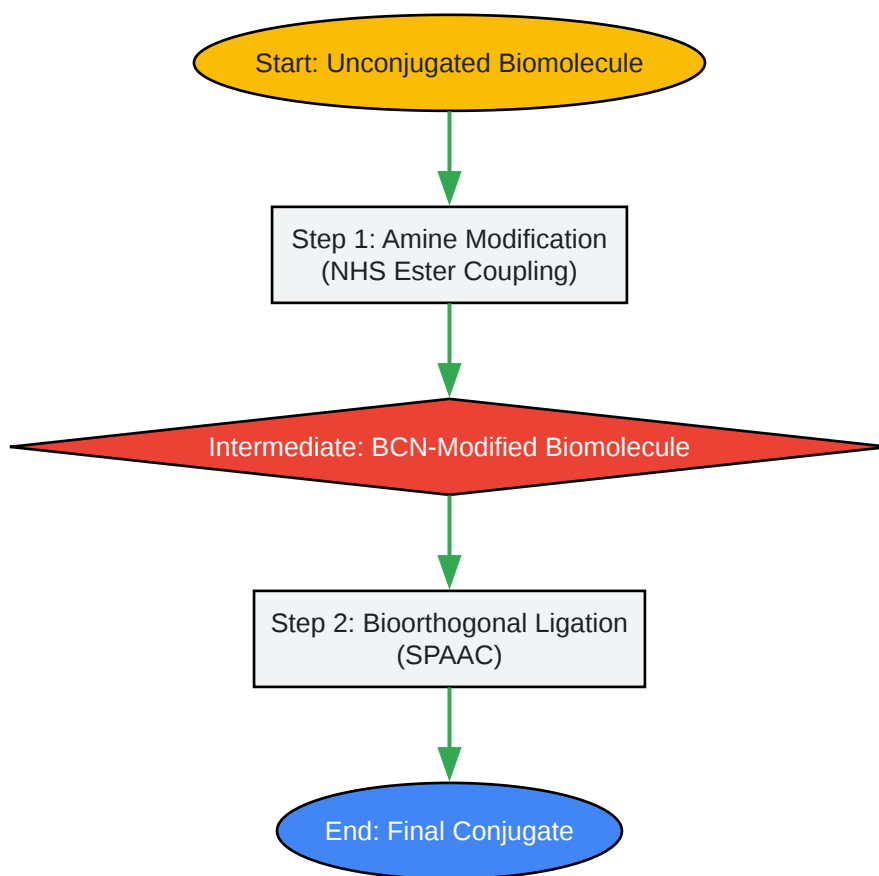 Start: Unconjugated Biomolecule
Step 1: Amine Modification
(NHS Ester Coupling)
Intermediate: BCN-Modified Biomolecule
Step 2: Bioorthogonal Ligation
(SPAAC)
End: Final Conjugate